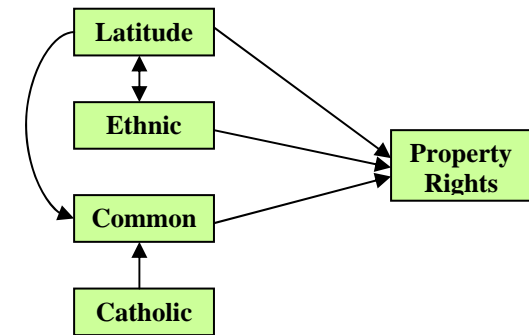 Latitude
Ethnic
Property
Rights
Common
Catholic